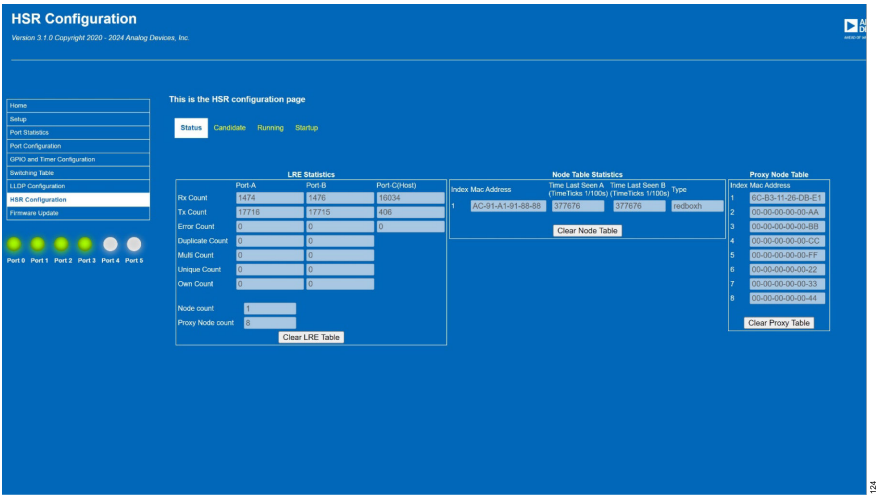 HSR Configuration
Version 3.1.0 Copyright 2020 - 2024 Analog Devices, Inc.
Home
Setup
Port Statistics
Port Configuration
GPIO and Timer Configuration
Switching Table
LLDP Configuration
HSR Configuration
Firmware Update
Port 0 Port 1 Port 2 Port 3 Port 4 Port 5
This is the HSR configuration page
Status Candidate Running Startup
LRE Statistics
Port-A Port-B Port-C(Host)
Rx Count 1474 1476 16034
Tx Count 17716 17715 406
Error Count 0 0 0
Duplicate Count 0 0
Multi Count 0 0
Unique Count 0 0
Own Count 0 0
Node count 1
Proxy Node count 8
Clear LRE Table
Node Table Statistics
Index Mac Address Time Last Seen A (TimeTicks 1/100s) Time Last Seen B (TimeTicks 1/100s) Type
1 AC-91-A1-91-88-88 377676 377676 redboxh
Clear Node Table
Proxy Node Table
Index Mac Address
1 6C-B3-11-26-DB-E1
2 00-00-00-00-00-AA
3 00-00-00-00-00-BB
4 00-00-00-00-00-CC
5 00-00-00-00-00-FF
6 00-00-00-00-00-22
7 00-00-00-00-00-33
8 00-00-00-00-00-44
Clear Proxy Table
124